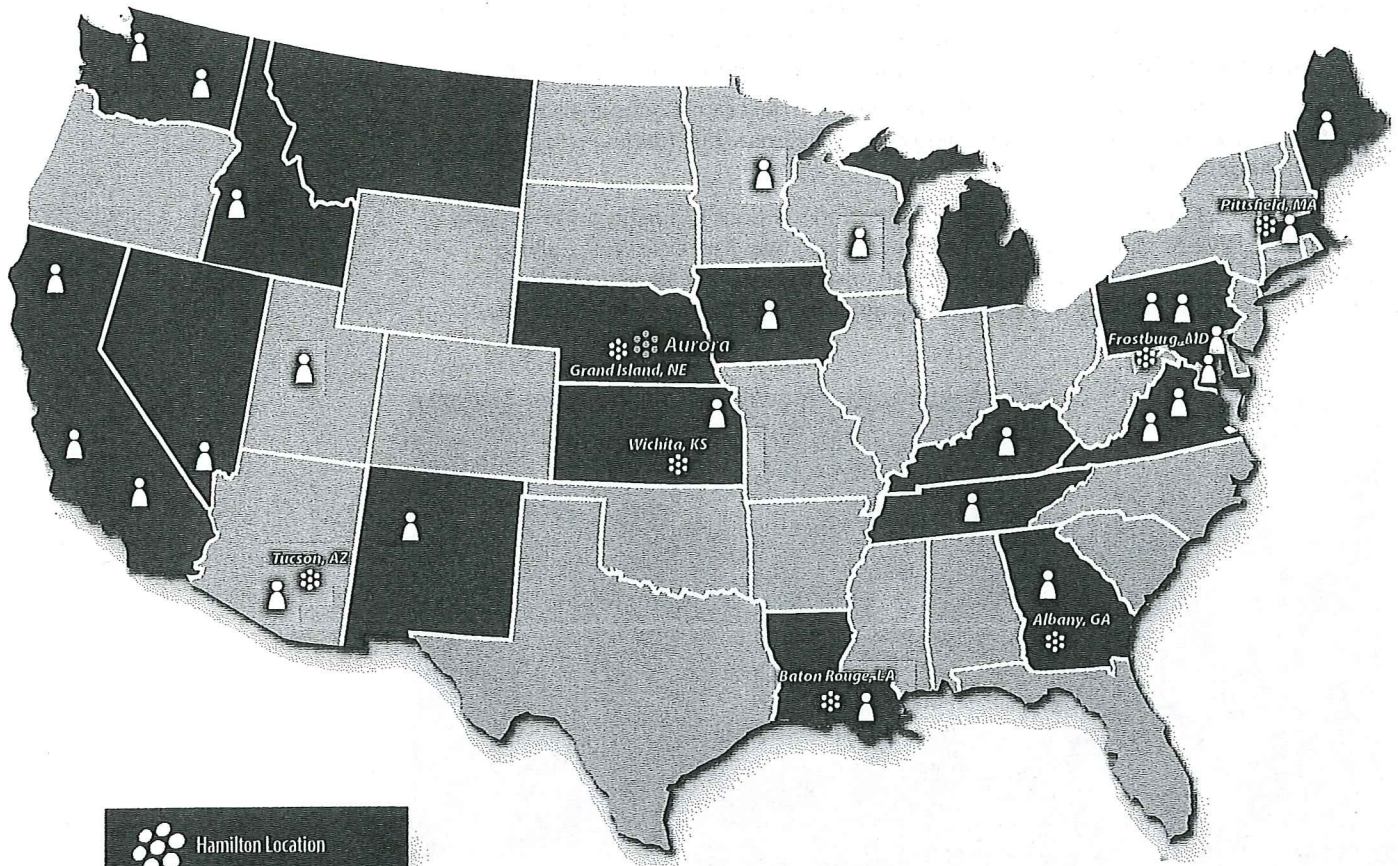 Pittsfield, MA
Aurora
Frostburg, MD
Grand Island, NE
Wichita, KS
Tucson, AZ
Albany, GA
Baton Rouge, LA
Hamilton Location